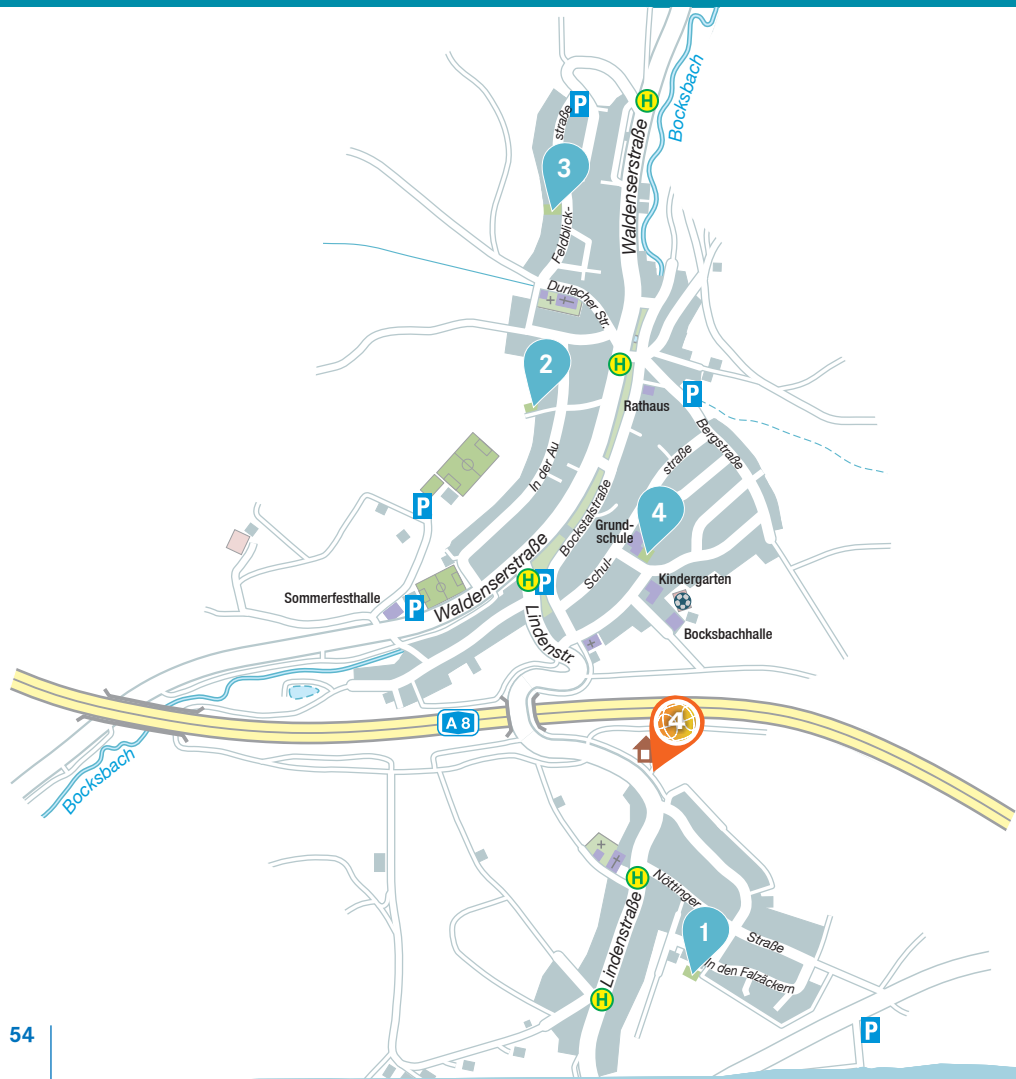 Bocksbach
P
H
straße
Waldenserstraße
3
Feldblick-
Durlacher Str.
2
H
Rathaus
P
Bergstraße
In der Au
straße
P
Bockstalstraße
4
Grund-
schule
Schul-
H
P
Kindergarten
Sommerfesthalle
P
Waldenserstraße
Lindenstr.
Bocksbachhalle
A 8
4
Bocksbach
H
Nöttinger
Straße
1
Lindenstraße
In den Falzäckern
H
P
54